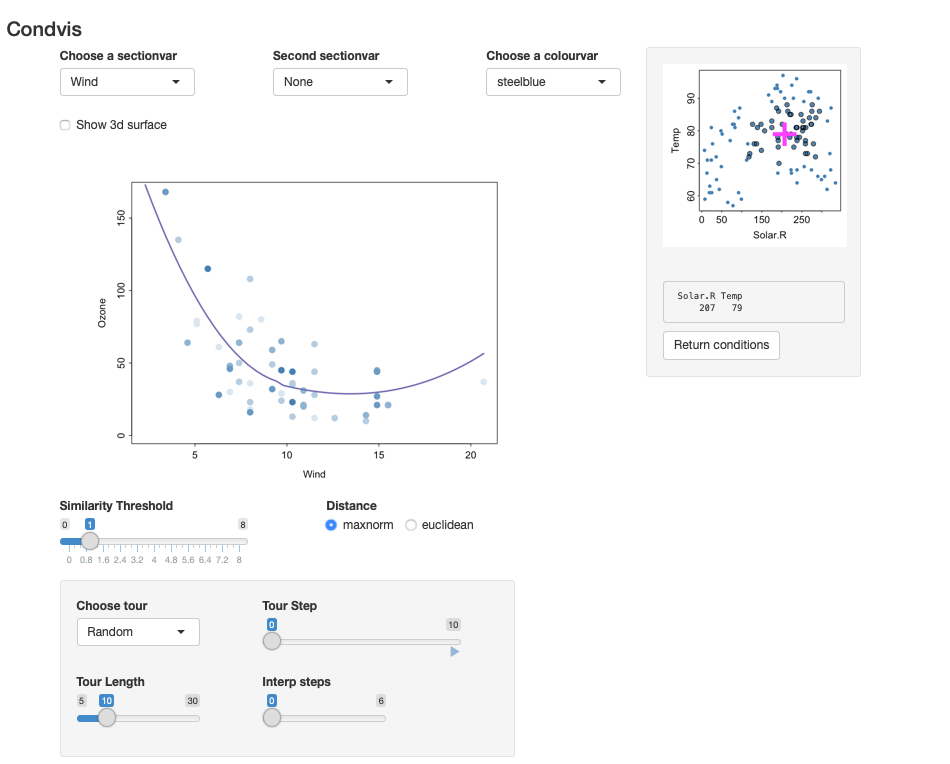 Condvis
Choose a sectionvar Second sectionvar Choose a colourvar
Wind None steelblue
Show 3d surface
90
80
70
60
Temp
0 50 150 250
Solar.R
Solar.R Temp
207 79
Return conditions
150
100
50
0
Ozone
5 10 15 20
Wind
Similarity Threshold Distance
0 1 8 maxnorm euclidean
0 0.8 1.6 2.4 3.2 4 4.8 5.6 6.4 7.2 8
Choose tour Tour Step
Random 0 10
Tour Length Interp steps
5 10 30 0 6